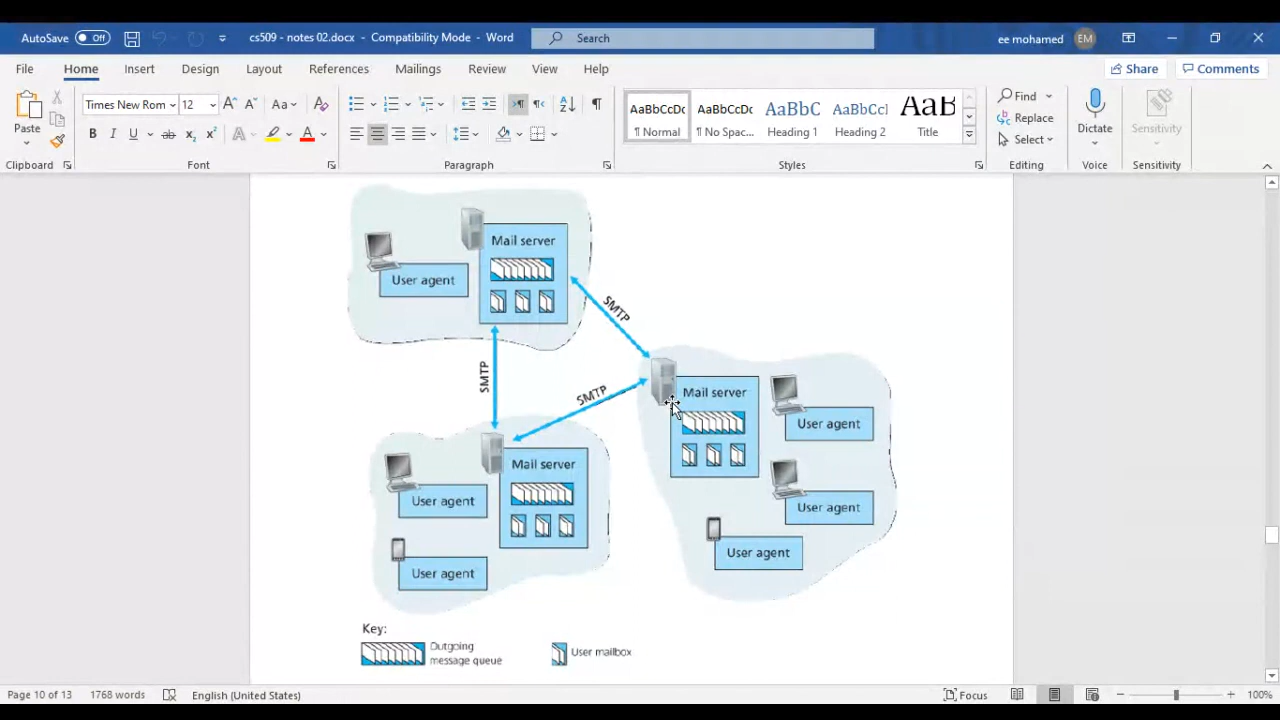 AutoSave Off cs509 - notes 02.docx - Compatibility Mode - Word Search ee mohamed EM
File Home Insert Design Layout References Mailings Review View Help Share Comments
Paste
Times New Rom 12 A A Aa A
B I U ab x₂ x² A A
AaBbCcDc AaBbCcDc AaBbC AaBbCcI AaB
¶ Normal ¶ No Spac... Heading 1 Heading 2 Title
Find
Replace
Select
Dictate
Sensitivity
Clipboard Font Paragraph Styles Editing Voice Sensitivity
Mail server
User agent
SMTP
SMTP
SMTP
Mail server
User agent
User agent
User agent
Mail server
User agent
User agent
Key:
Outgoing
message queue
User mailbox
Page 10 of 13 1768 words English (United States) Focus 100%